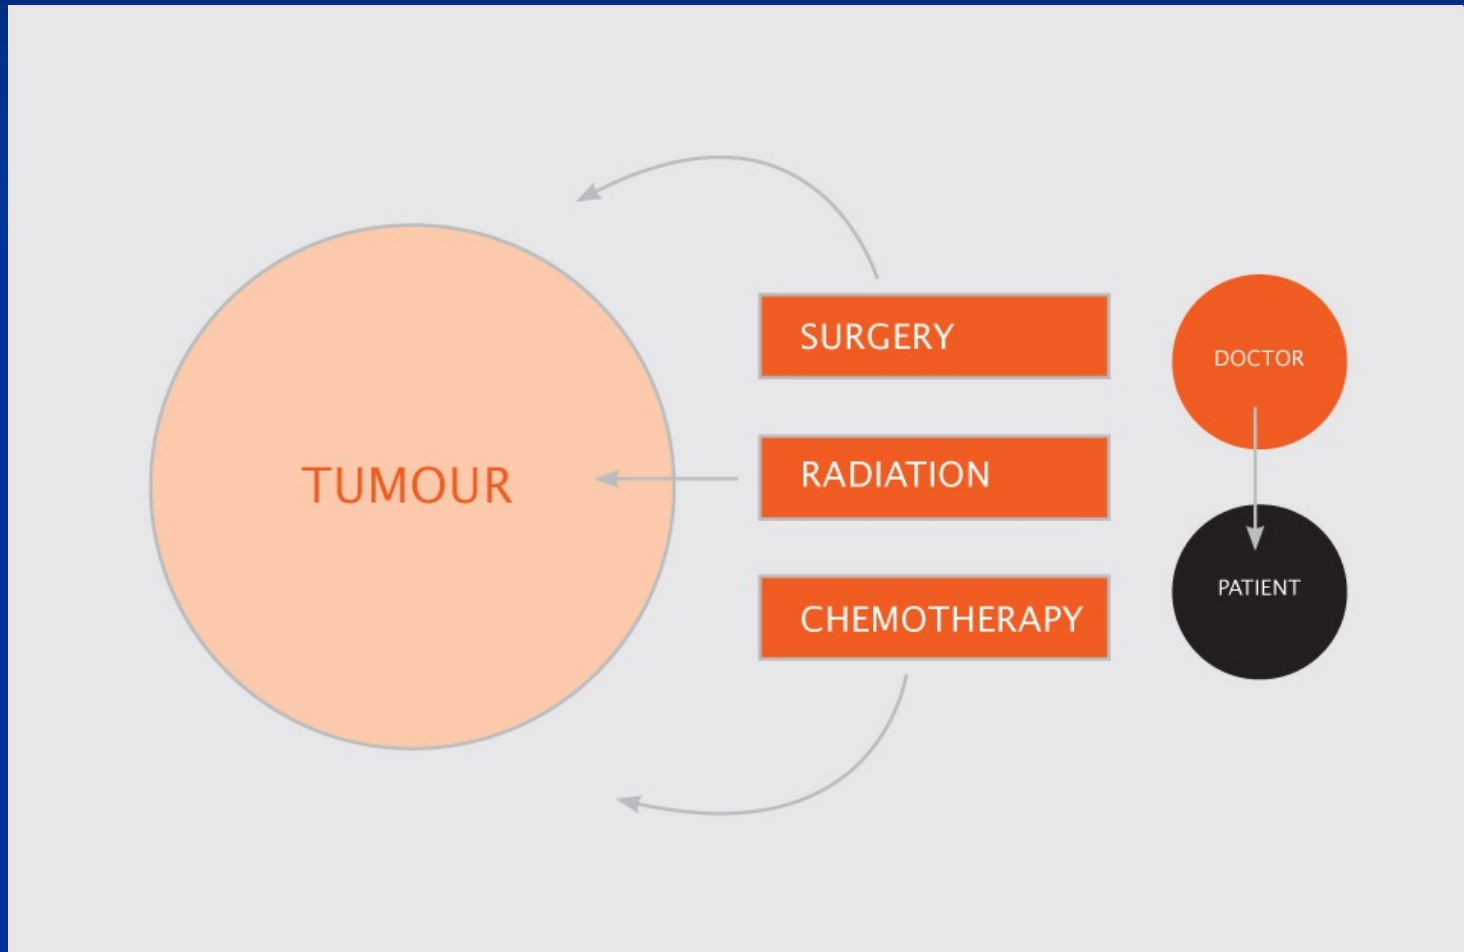 TUMOUR
SURGERY
RADIATION
CHEMOTHERAPY
DOCTOR
PATIENT